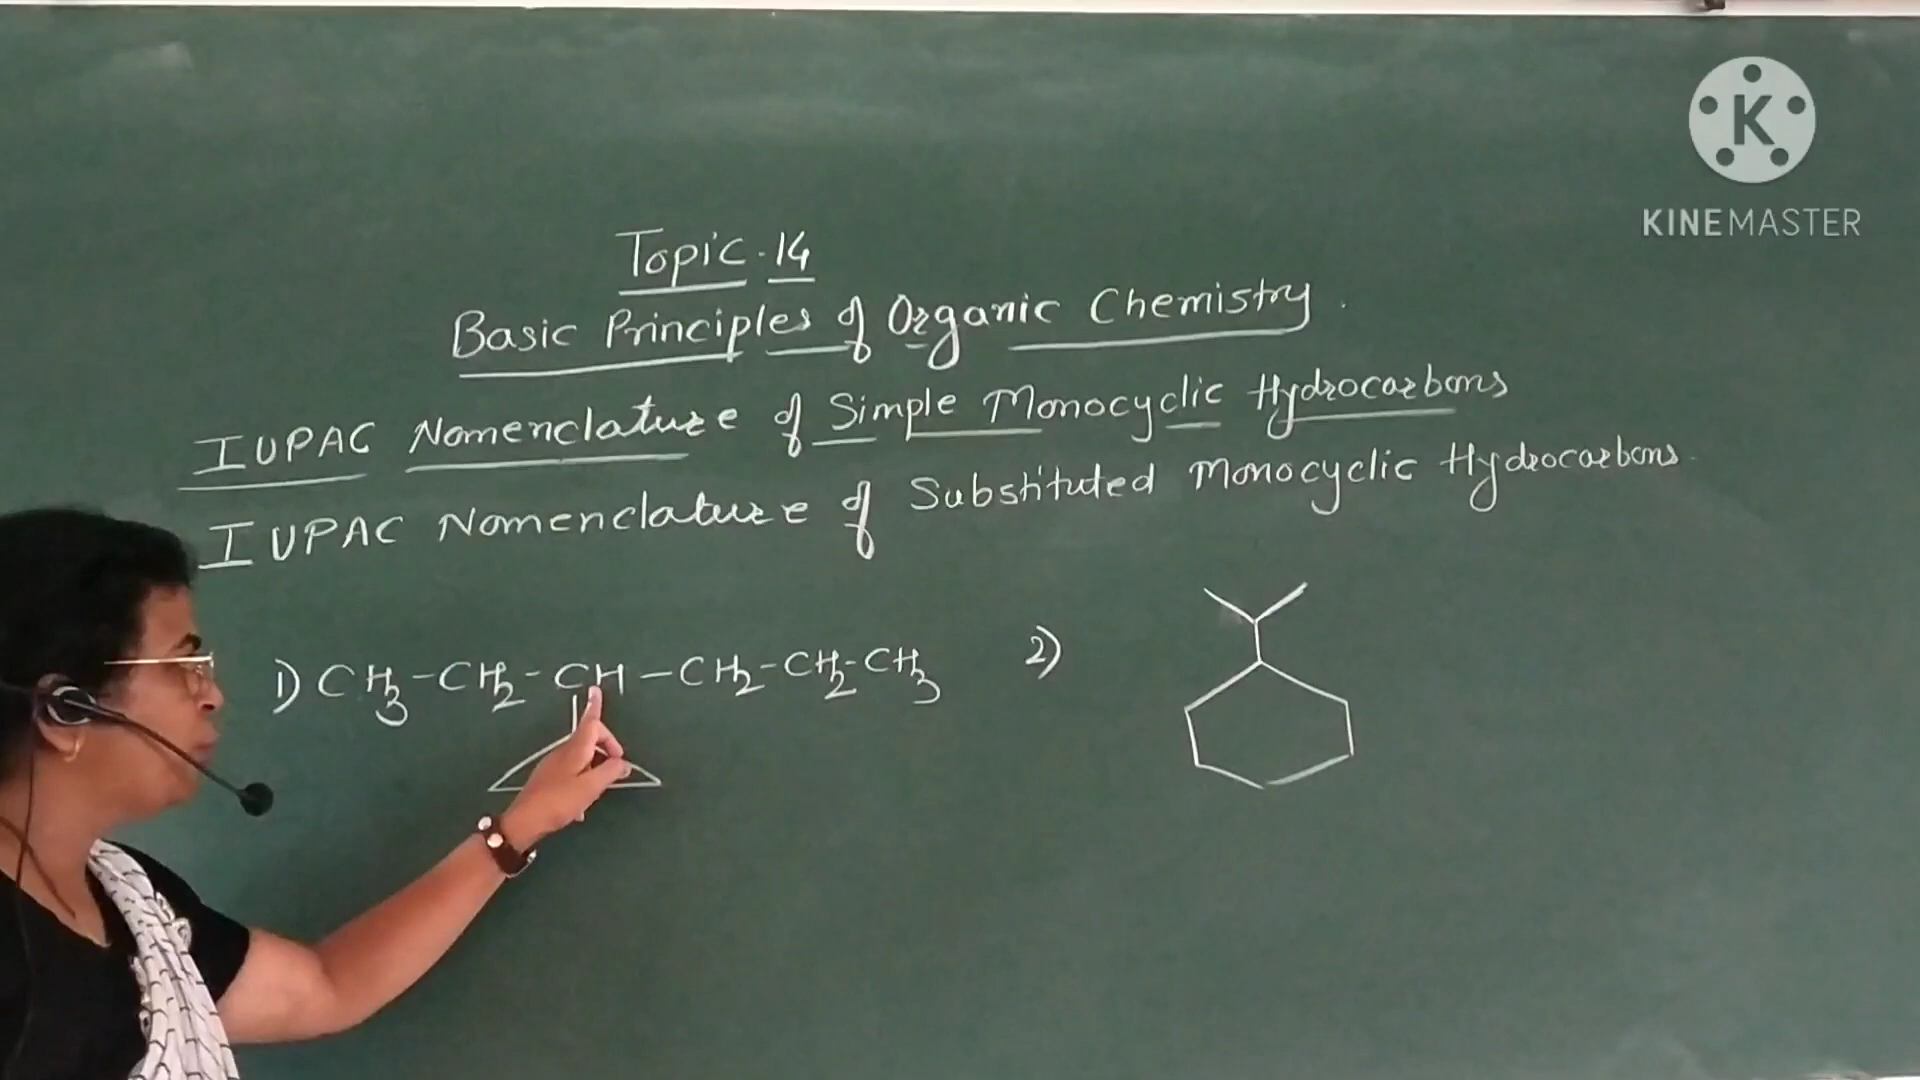 K
KINEMASTER
Topic.14
Basic Principles of Organic Chemistry.
IUPAC Nomenclature of Simple Monocyclic Hydrocarbons
IUPAC Nomenclature of Substituted Monocyclic Hydrocarbons.
1) CH3-CH2-CH-CH2-CH2-CH3
2)